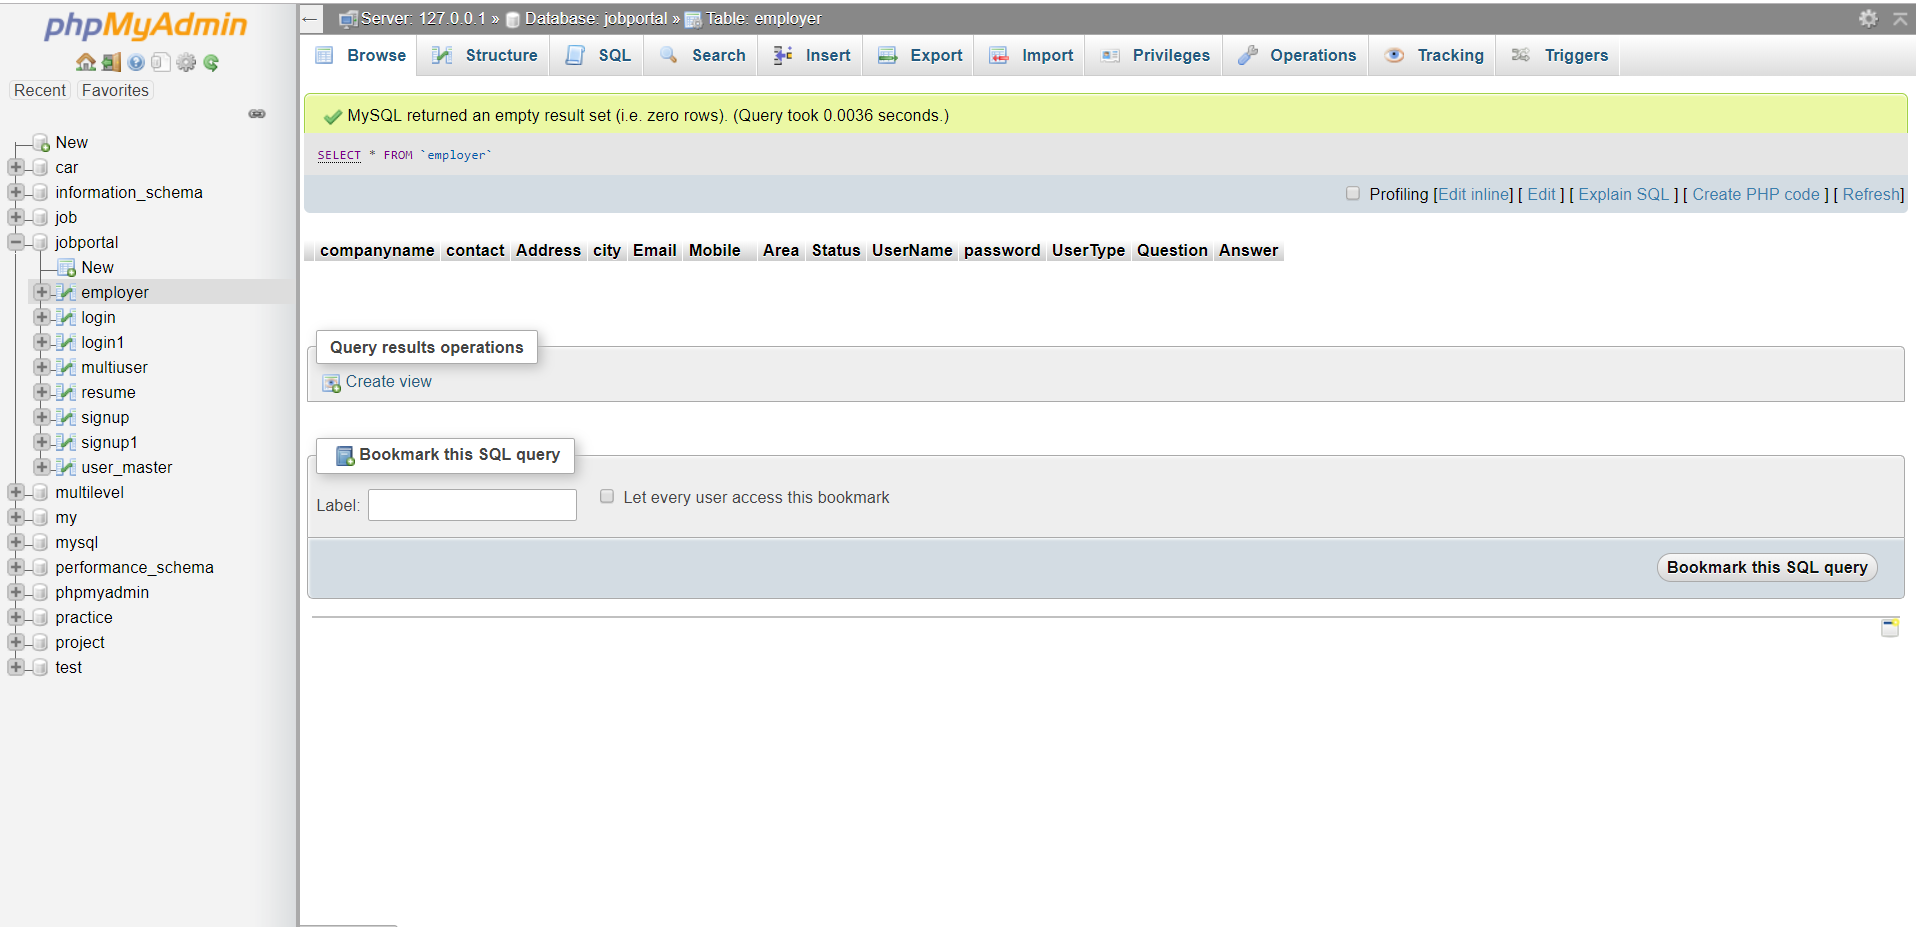 phpMyAdmin
Recent Favorites
New
car
information_schema
job
jobportal
New
employer
login
login1
multiuser
resume
signup
signup1
user_master
multilevel
my
mysql
performance_schema
phpmyadmin
practice
project
test
Server: 127.0.0.1 » Database: jobportal » Table: employer
Browse Structure SQL Search Insert Export Import Privileges Operations Tracking Triggers
MySQL returned an empty result set (i.e. zero rows). (Query took 0.0036 seconds.)
SELECT * FROM `employer`
Profiling [Edit inline] [ Edit ] [ Explain SQL ] [ Create PHP code ] [ Refresh]
companyname contact Address city Email Mobile Area Status UserName password UserType Question Answer
Query results operations
Create view
Bookmark this SQL query
Label: Let every user access this bookmark
Bookmark this SQL query